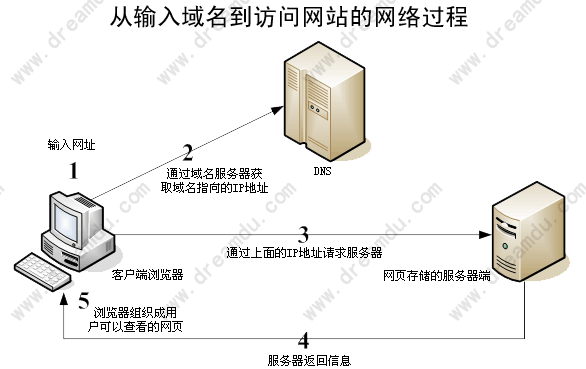 从输入域名到访问网站的网络过程
输入网址
1
2
通过域名服务器获
取域名指向的IP地址
DNS
3
通过上面的IP地址请求服务器
客户端浏览器
网页存储的服务器端
5
浏览器组织成用
户可以查看的网页
4
服务器返回信息
www.dreamdu.com